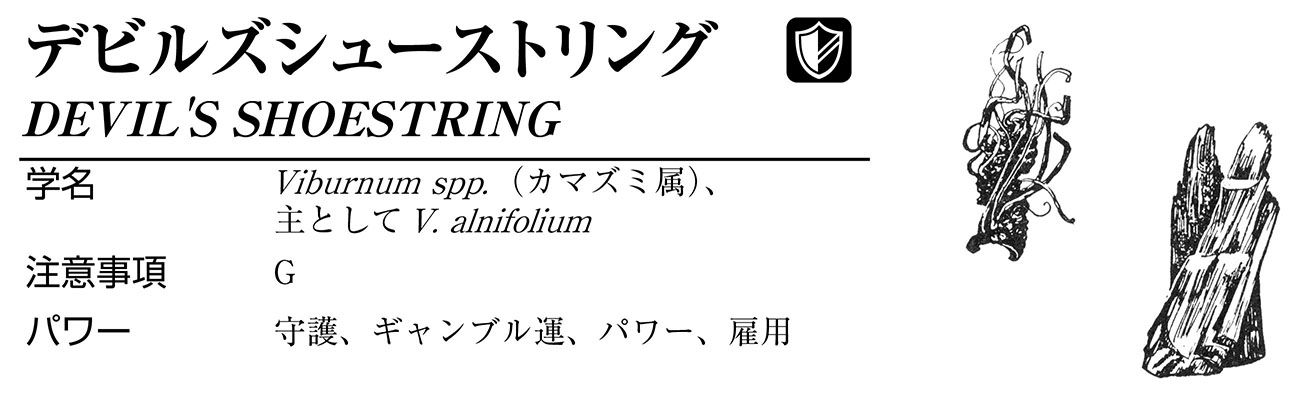 デビルズシューストリング
DEVIL'S SHOESTRING
学名 Viburnum spp.（カマズミ属）、
主として V. alnifolium
注意事項 G
パワー 守護、ギャンブル運、パワー、雇用